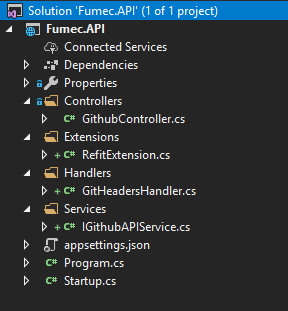 Solution 'Fumec.API' (1 of 1 project)
Fumec.API
Connected Services
Dependencies
Properties
Controllers
C# GithubController.cs
Extensions
+ C# RefitExtension.cs
Handlers
+ C# GitHeadersHandler.cs
Services
+ C# IGithubAPIService.cs
appsettings.json
C# Program.cs
C# Startup.cs